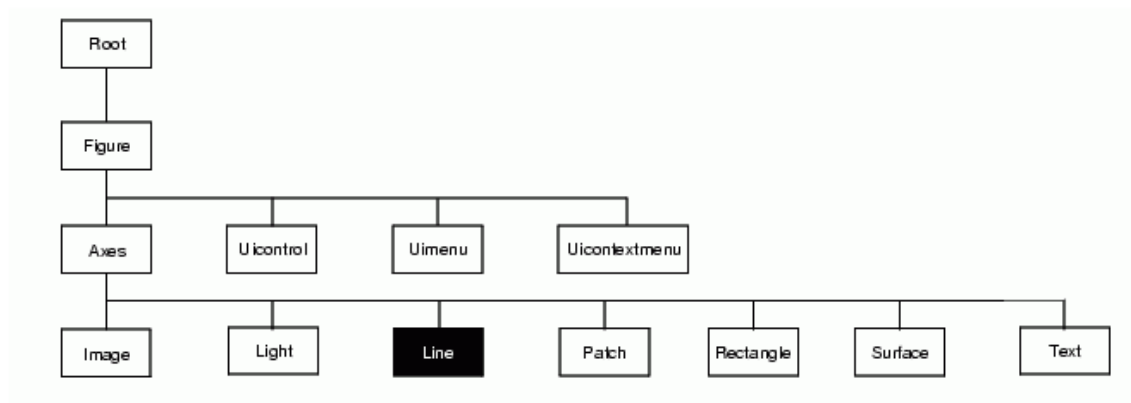 Root
Figure
Axes
Uicontrol
Uimenu
Uicontextmenu
Image
Light
Line
Patch
Rectangle
Surface
Text